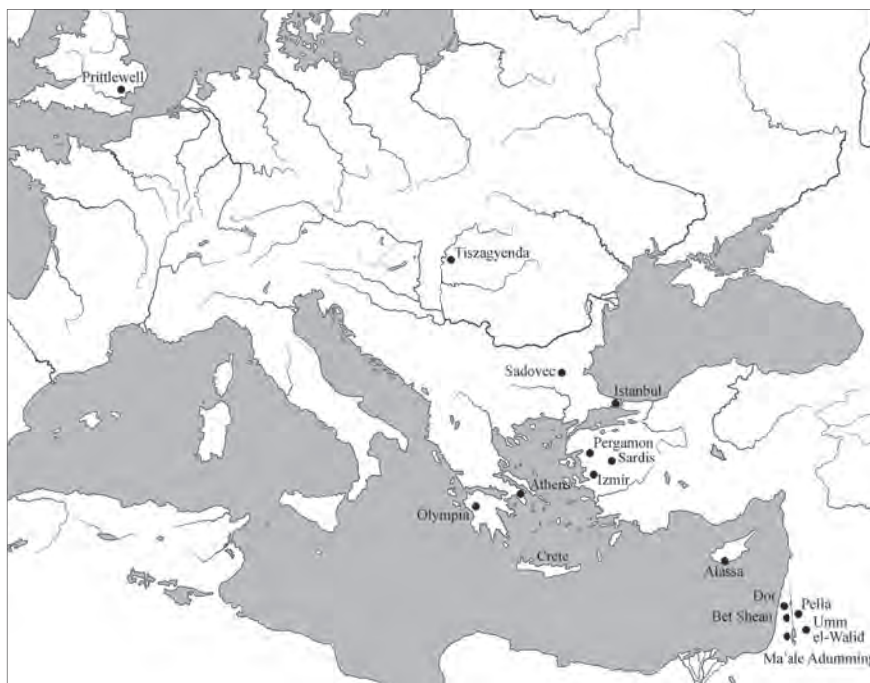 Prittlewell
Tiszagyenda
Sadovec
Istanbul
Pergamon
Sardis
Izmir
Athens
Olympia
Crete
Alassa
Dor
Pella
Bet Shean
Umm
el-Walid
Ma'ale Adumming